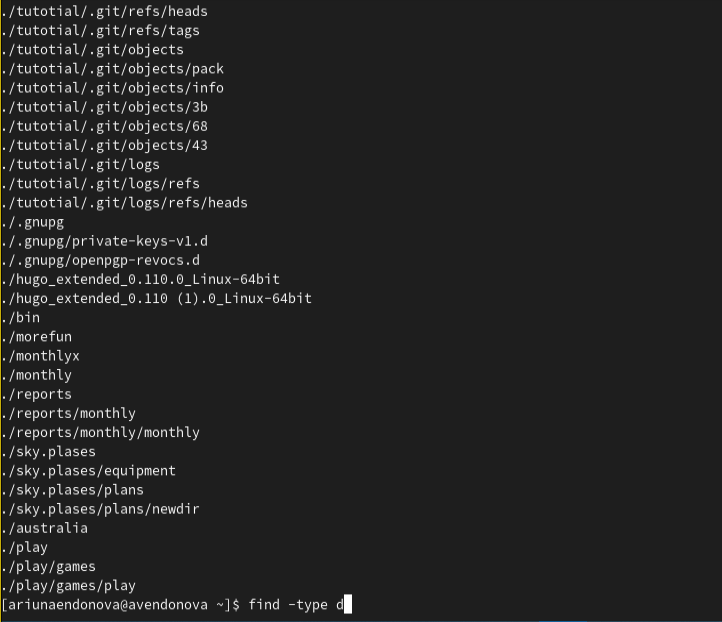 ./tutotial/.git/refs/heads
./tutotial/.git/refs/tags
./tutotial/.git/objects
./tutotial/.git/objects/pack
./tutotial/.git/objects/info
./tutotial/.git/objects/3b
./tutotial/.git/objects/68
./tutotial/.git/objects/43
./tutotial/.git/logs
./tutotial/.git/logs/refs
./tutotial/.git/logs/refs/heads
./.gnupg
./.gnupg/private-keys-v1.d
./.gnupg/openpgp-revocs.d
./hugo_extended_0.110.0_Linux-64bit
./hugo_extended_0.110 (1).0_Linux-64bit
./bin
./morefun
./monthlyx
./monthly
./reports
./reports/monthly
./reports/monthly/monthly
./sky.plases
./sky.plases/equipment
./sky.plases/plans
./sky.plases/plans/newdir
./australia
./play
./play/games
./play/games/play
[ariunaendonova@avendonova ~]$ find -type d